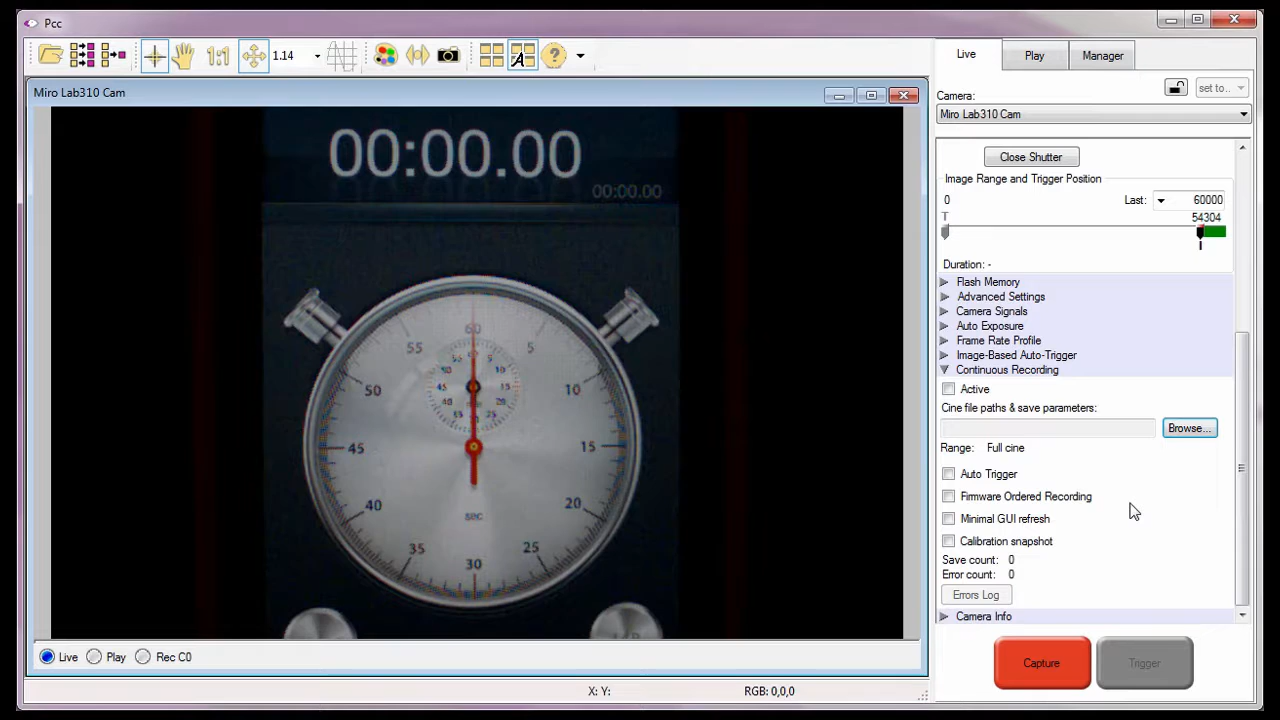 Pcc
1:1
1.14
A
?
Live
Play
Manager
Miro Lab310 Cam
Camera:
set to..
Miro Lab310 Cam
00:00.00
00:00.00
Close Shutter
Image Range and Trigger Position
0
Last:
60000
T
54304
I
Duration: -
Flash Memory
Advanced Settings
Camera Signals
Auto Exposure
Frame Rate Profile
Image-Based Auto-Trigger
Continuous Recording
Active
Cine file paths & save parameters:
Browse...
Range: Full cine
Auto Trigger
Firmware Ordered Recording
Minimal GUI refresh
Calibration snapshot
Save count: 0
Error count: 0
Errors Log
Camera Info
Capture
Trigger
60
55
5
50
10
45
15
40
20
35
25
30
SEC
Live
Play
Rec C0
X: Y:
RGB: 0,0,0